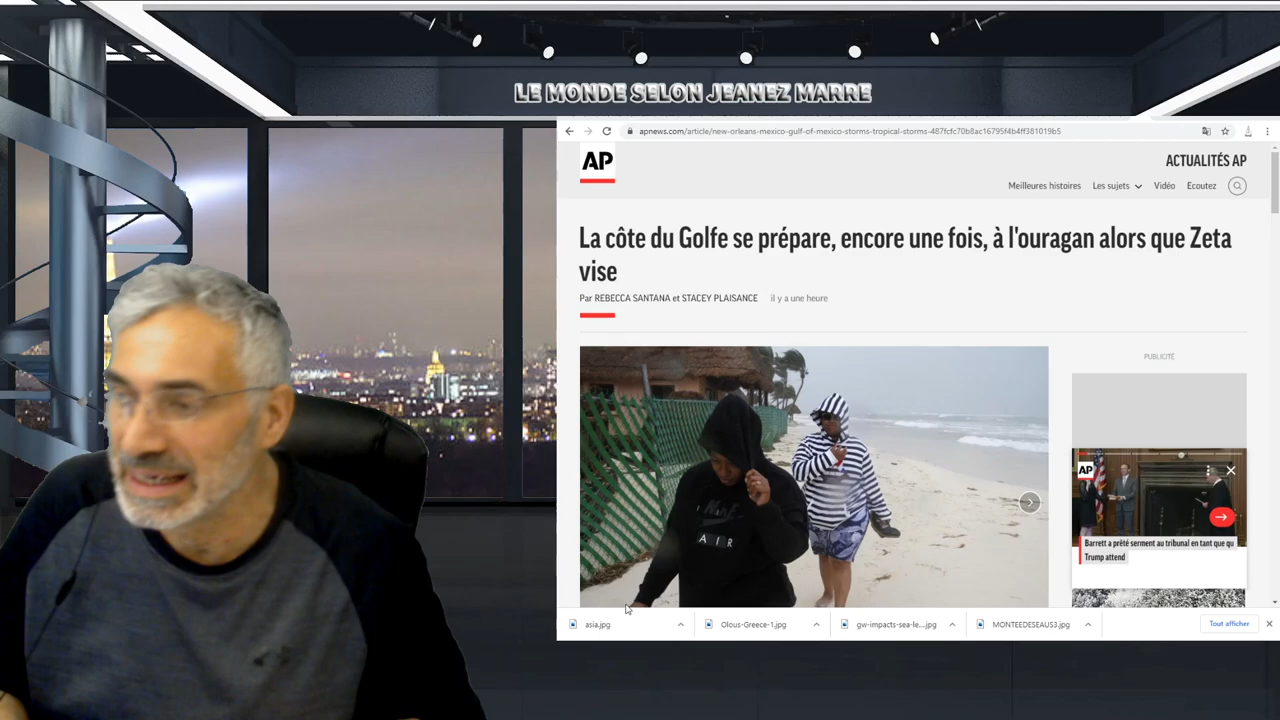 LE MONDE SELON JEANEZ MARRE
apnews.com/article/new-orleans-mexico-gulf-of-mexico-storms-tropical-storms-487fcfc70b8ac16795f4b4ff381019b5
AP
ACTUALITÉS AP
Meilleures histoires Les sujets Vidéo Ecoutez
La côte du Golfe se prépare, encore une fois, à l'ouragan alors que Zeta
vise
Par REBECCA SANTANA et STACEY PLAISANCE il y a une heure
PUBLICITÉ
AP
Barrett a prêté serment au tribunal en tant que qu
Trump attend
NIKE
AIR
asia.jpg Olous-Greece-1.jpg gw-impacts-sea-le....jpg MONTEEDESEAUS3.jpg Tout afficher